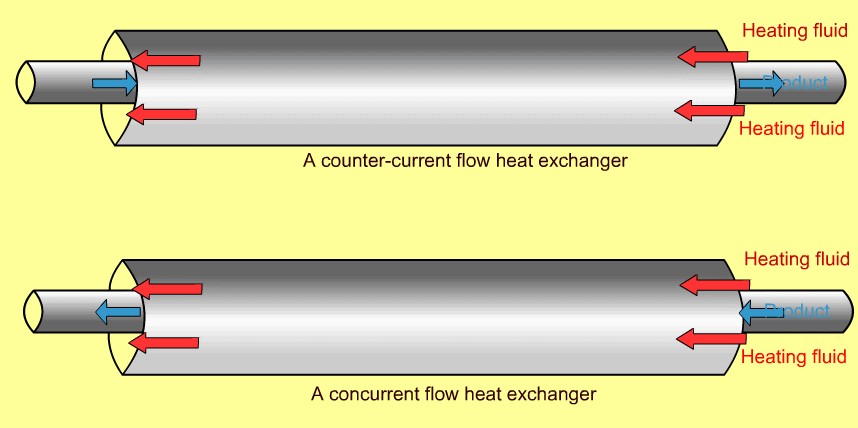 Heating fluid
Product
Heating fluid
A counter-current flow heat exchanger
Heating fluid
Product
Heating fluid
A concurrent flow heat exchanger